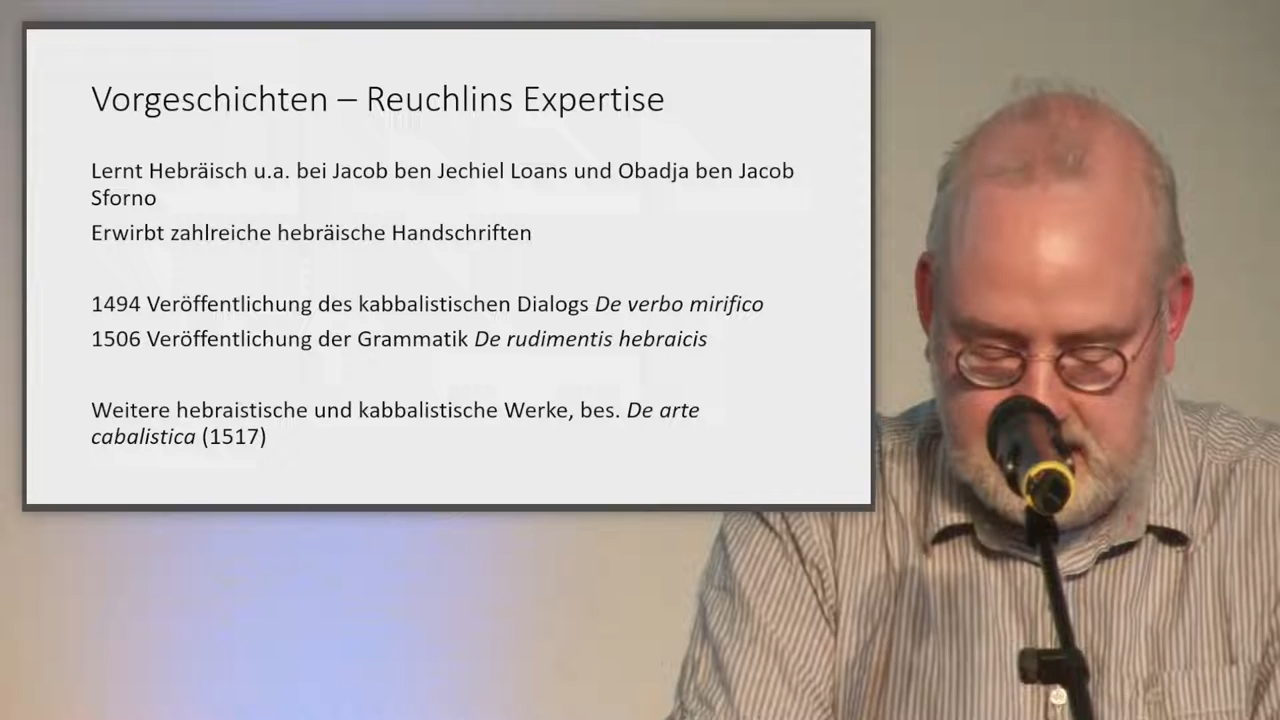 Vorgeschichten – Reuchlins Expertise
Lernt Hebräisch u.a. bei Jacob ben Jechiel Loans und Obadja ben Jacob
Sforno
Erwirbt zahlreiche hebräische Handschriften
1494 Veröffentlichung des kabbalistischen Dialogs De verbo mirifico
1506 Veröffentlichung der Grammatik De rudimentis hebraicis
Weitere hebraistische und kabbalistische Werke, bes. De arte
cabalistica (1517)